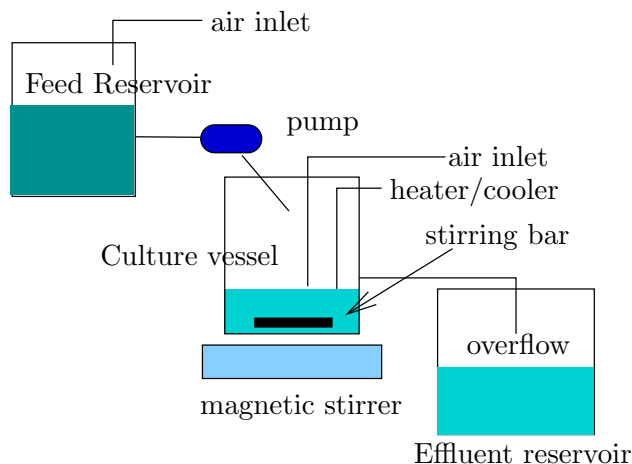 air inlet
Feed Reservoir
pump
air inlet
heater/cooler
stirring bar
Culture vessel
overflow
magnetic stirrer
Effluent reservoir